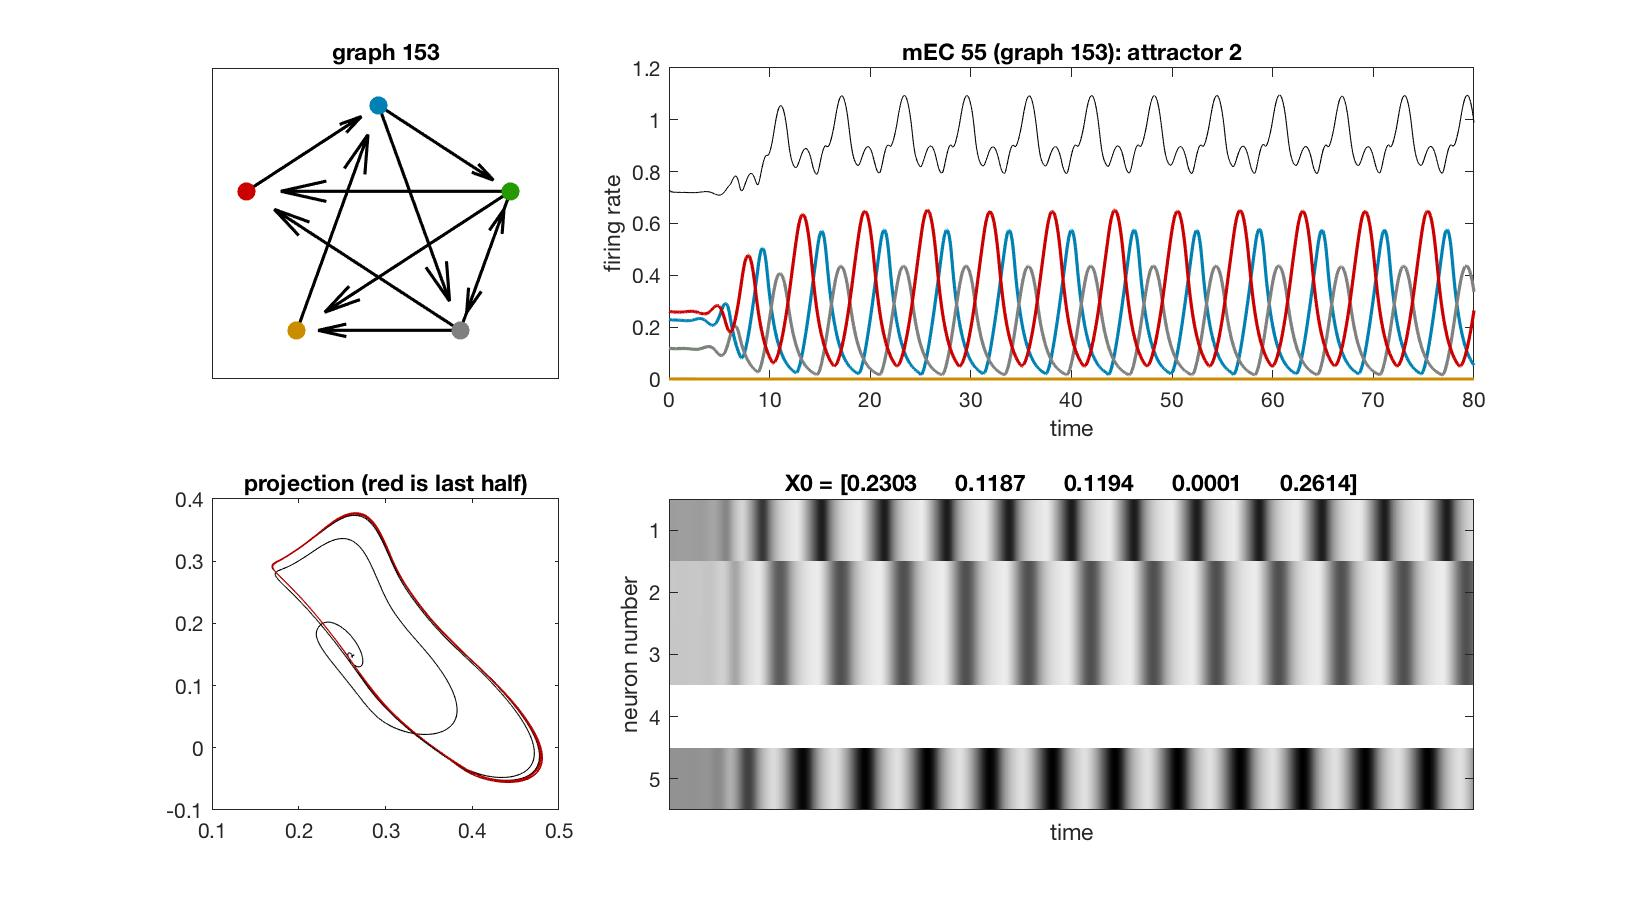 graph 153
mEC 55 (graph 153): attractor 2
firing rate
1.2
1
0.8
0.6
0.4
0.2
0
0 10 20 30 40 50 60 70 80
time
projection (red is last half)
0.4
0.3
0.2
0.1
0
-0.1
0.1 0.2 0.3 0.4 0.5
X0 = [0.2303 0.1187 0.1194 0.0001 0.2614]
neuron number
1
2
3
4
5
time